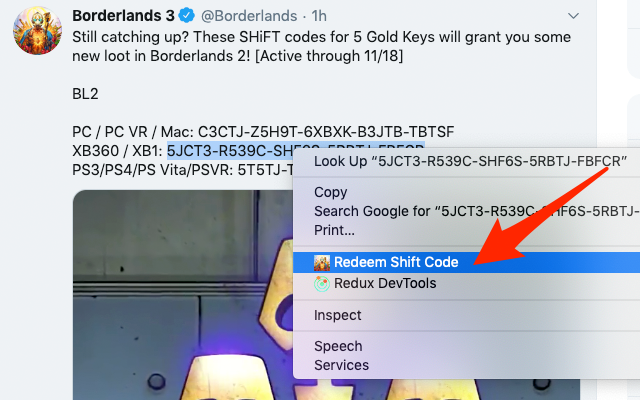 Borderlands 3 @Borderlands · 1h
Still catching up? These SHiFT codes for 5 Gold Keys will grant you some
new loot in Borderlands 2! [Active through 11/18]
BL2
PC / PC VR / Mac: C3CTJ-Z5H9T-6XBXK-B3JTB-TBTSF
XB360 / XB1: 5JCT3-R539C-SHF6S-5RBTJ-FBFCR
PS3/PS4/PS Vita/PSVR: 5T5TJ-T
Look Up “5JCT3-R539C-SHF6S-5RBTJ-FBFCR”
Copy
Search Google for “5JCT3-R539C-SHF6S-5RBTJ-
Print...
Redeem Shift Code
Redux DevTools
Inspect
Speech
Services